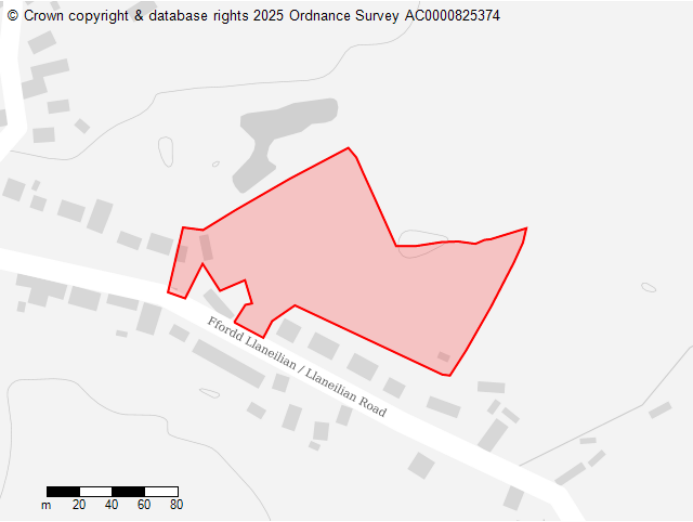 © Crown copyright & database rights 2025 Ordnance Survey AC0000825374
Ffordd Llaneilian / Llaneilian Road
m 20 40 60 80